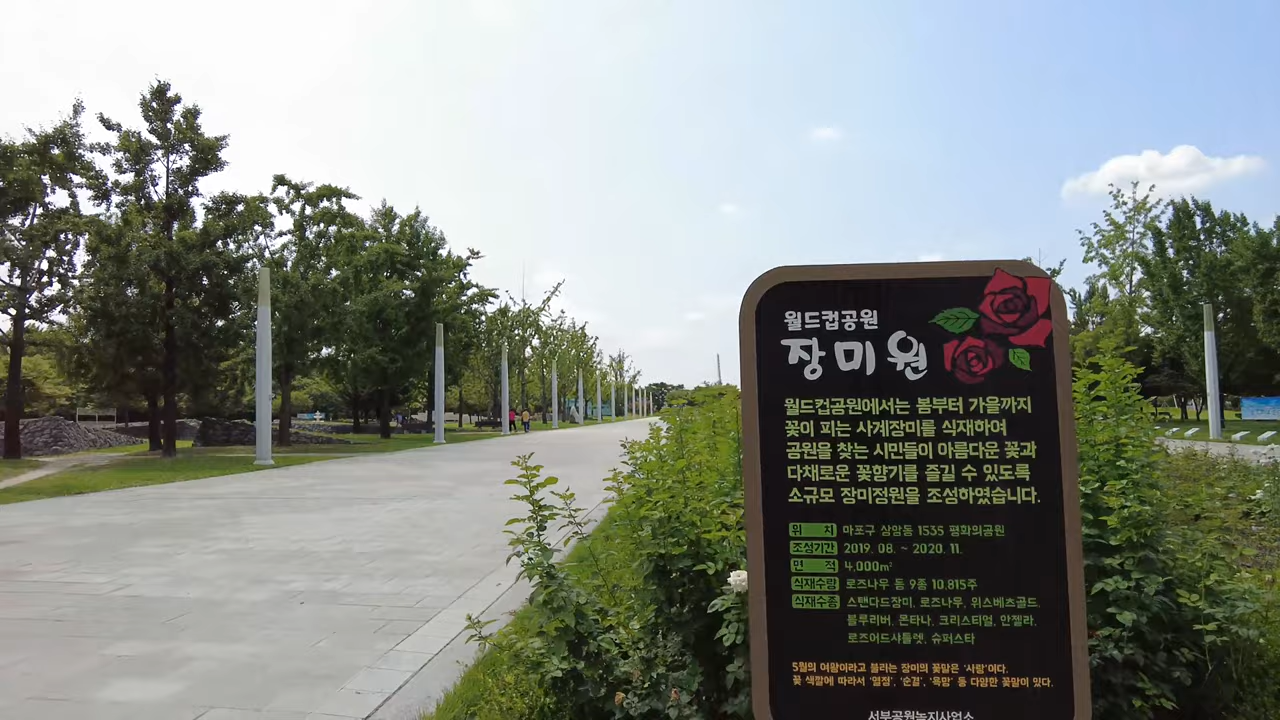 월드컵공원
장미원
월드컵공원에서는 봄부터 가을까지
꽃이 피는 사계장미를 식재하여
공원을 찾는 시민들이 아름다운 꽃과
다채로운 꽃향기를 즐길 수 있도록
소규모 장미정원을 조성하였습니다.
위 치 마포구 상암동 1535 평화의공원
조성기간 2019. 08. ~ 2020. 11.
면 적 4,000m²
식재수량 로즈나우 등 9종 10,815주
식재수종 스탠다드장미, 로즈나우, 위스베츠골드,
블루리버, 몬타나, 크리스티얼, 안젤라,
로즈어드샤틀렛, 슈퍼스타
5월의 여왕이라고 불리는 장미의 꽃말은 '사랑'이다.
꽃 색깔에 따라서 '열정', '순결', '욕망' 등 다양한 꽃말이 있다.
서부공원녹지사업소